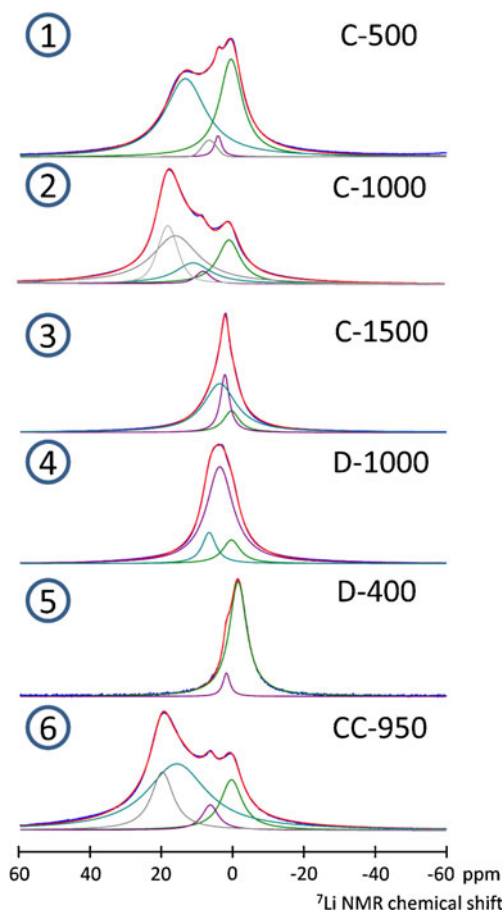 1 C-500
2 C-1000
3 C-1500
4 D-1000
5 D-400
6 CC-950
60 40 20 0 -20 -40 -60 ppm
⁷Li NMR chemical shift